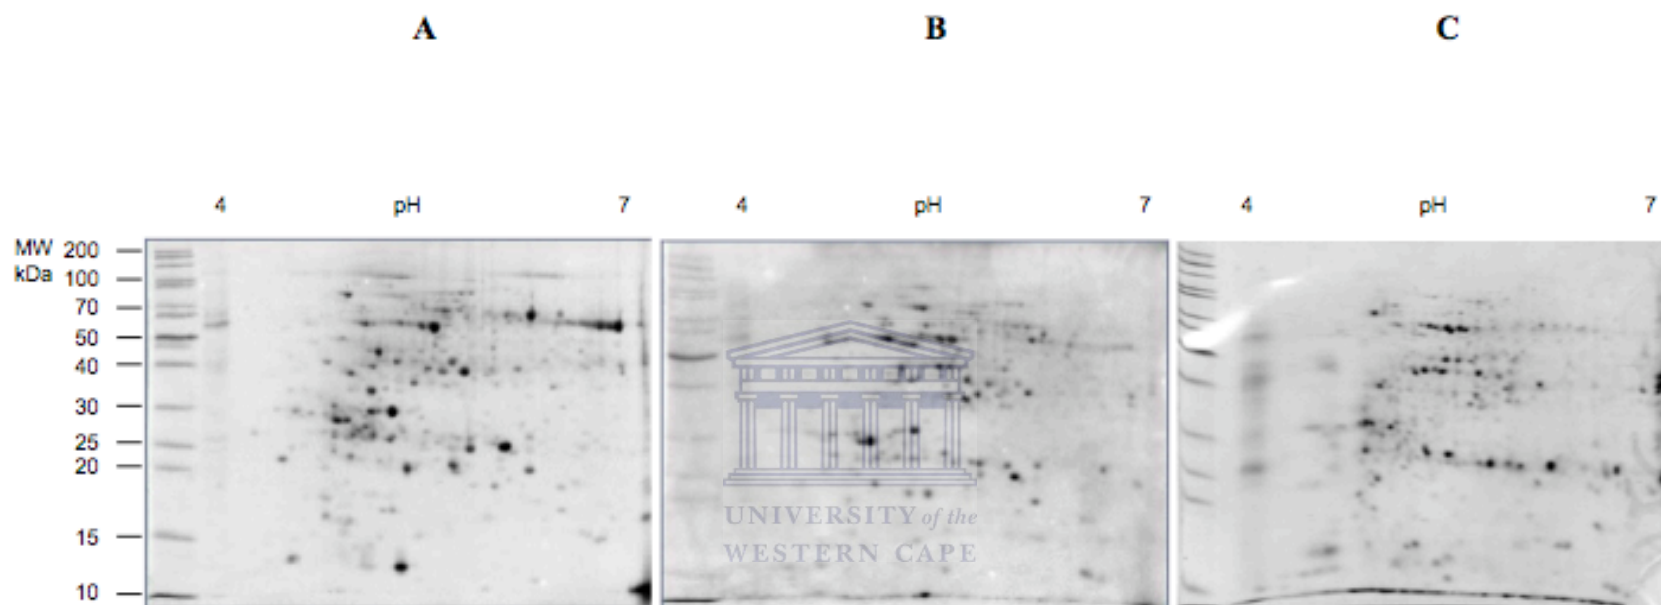 A B C
4 pH 7 4 pH 7 4 pH 7
MW 200
kDa 100
70
50
40
30
25
20
15
10
UNIVERSITY of the
WESTERN CAPE